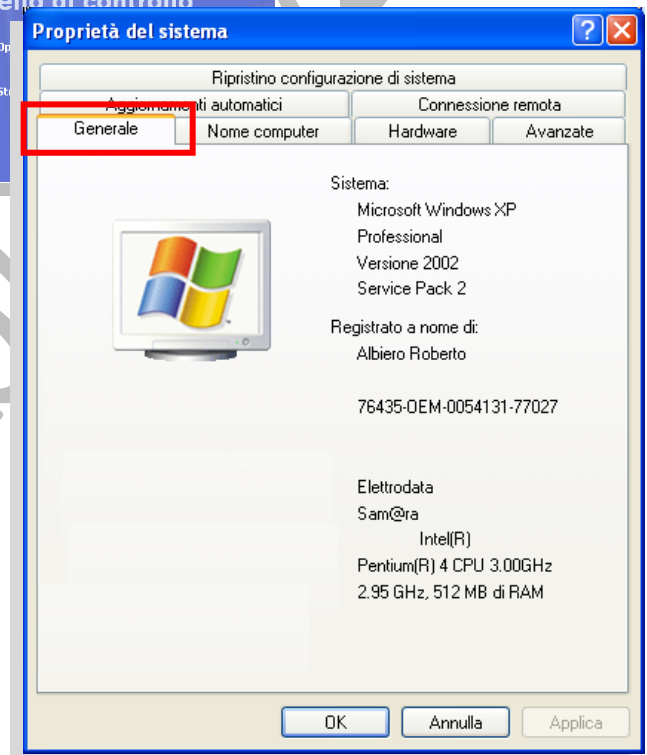 di controllo
Proprietà del sistema
Ripristino configurazione di sistema
Aggiornamenti automatici
Connessione remota
Generale
Nome computer
Hardware
Avanzate
Sistema:
Microsoft Windows XP
Professional
Versione 2002
Service Pack 2
Registrato a nome di:
Albiero Roberto
76435-OEM-0054131-77027
Elettrodata
Sam@ra
Intel(R)
Pentium(R) 4 CPU 3.00GHz
2.95 GHz, 512 MB di RAM
OK
Annulla
Applica